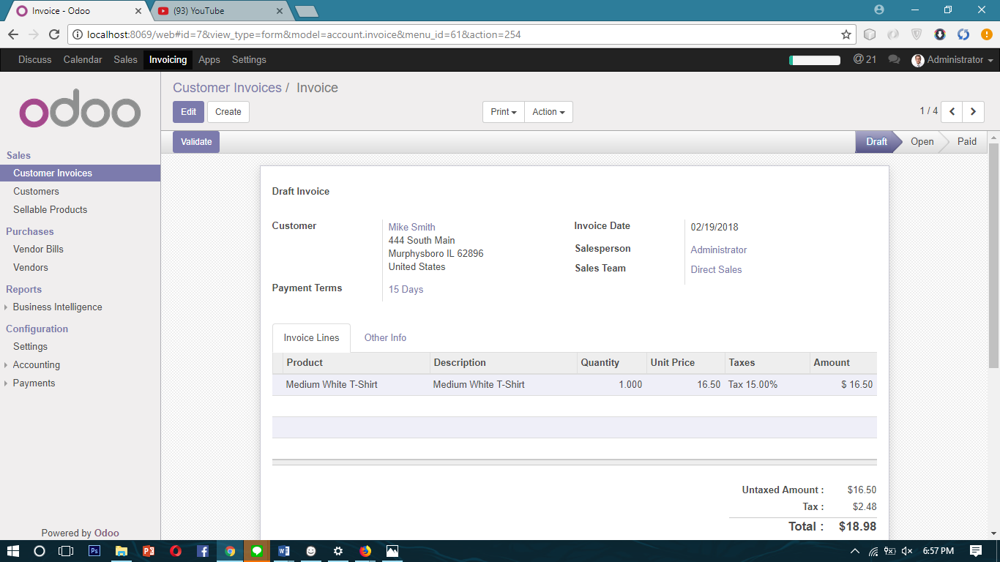 Invoice - Odoo
(93) YouTube
localhost:8069/web#id=7&view_type=form&model=account.invoice&menu_id=61&action=254
Discuss Calendar Sales Invoicing Apps Settings @ 21 Administrator
odoo
Customer Invoices / Invoice
Edit Create Print Action 1 / 4
Validate Draft Open Paid
Sales
Customer Invoices
Customers
Sellable Products
Purchases
Vendor Bills
Vendors
Reports
Business Intelligence
Configuration
Settings
Accounting
Payments
Powered by Odoo
Draft Invoice
Customer
Mike Smith
444 South Main
Murphysboro IL 62896
United States
Payment Terms 15 Days
Invoice Date 02/19/2018
Salesperson Administrator
Sales Team Direct Sales
Invoice Lines Other Info
Product Description Quantity Unit Price Taxes Amount
Medium White T-Shirt Medium White T-Shirt 1.000 16.50 Tax 15.00% $ 16.50
Untaxed Amount : $16.50
Tax : $2.48
Total : $18.98
6:57 PM